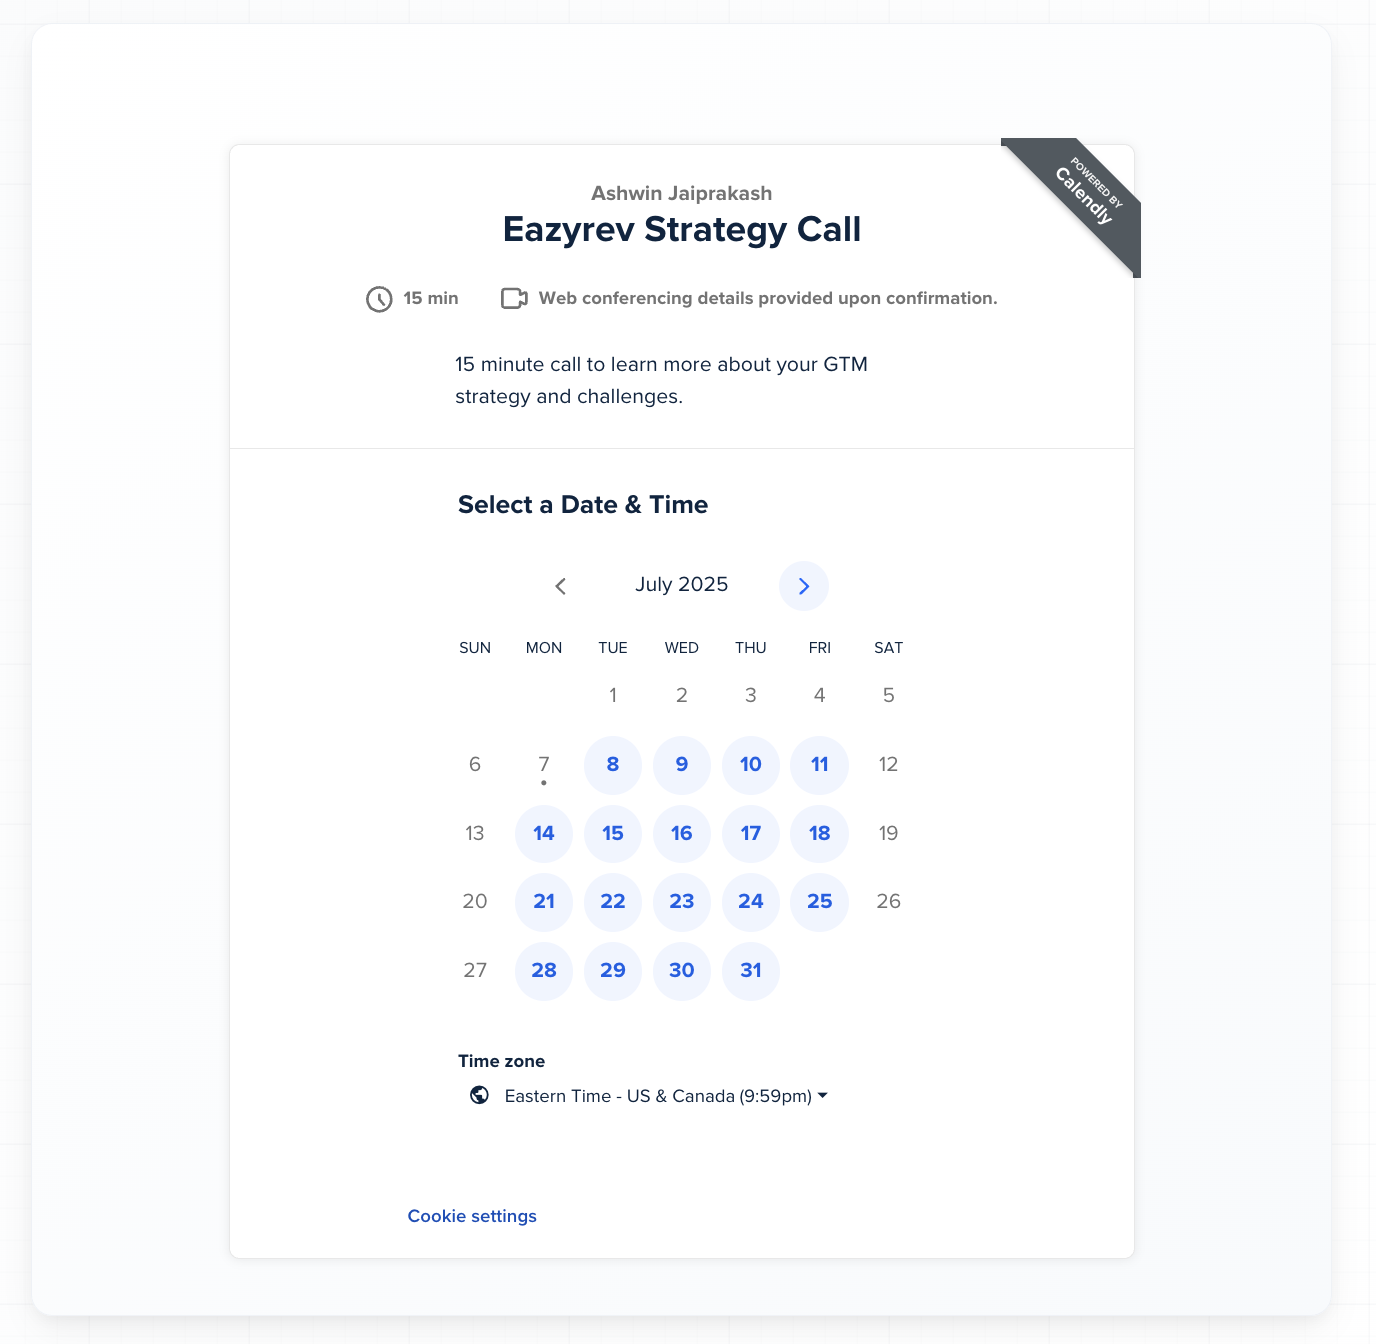 POWERED BY
Calendly
Ashwin Jaiprakash
Eazyrev Strategy Call
15 min Web conferencing details provided upon confirmation.
15 minute call to learn more about your GTM
strategy and challenges.
Select a Date & Time
July 2025
SUN MON TUE WED THU FRI SAT
1 2 3 4 5
6 7 8 9 10 11 12
13 14 15 16 17 18 19
20 21 22 23 24 25 26
27 28 29 30 31
Time zone
Eastern Time - US & Canada (9:59pm)
Cookie settings